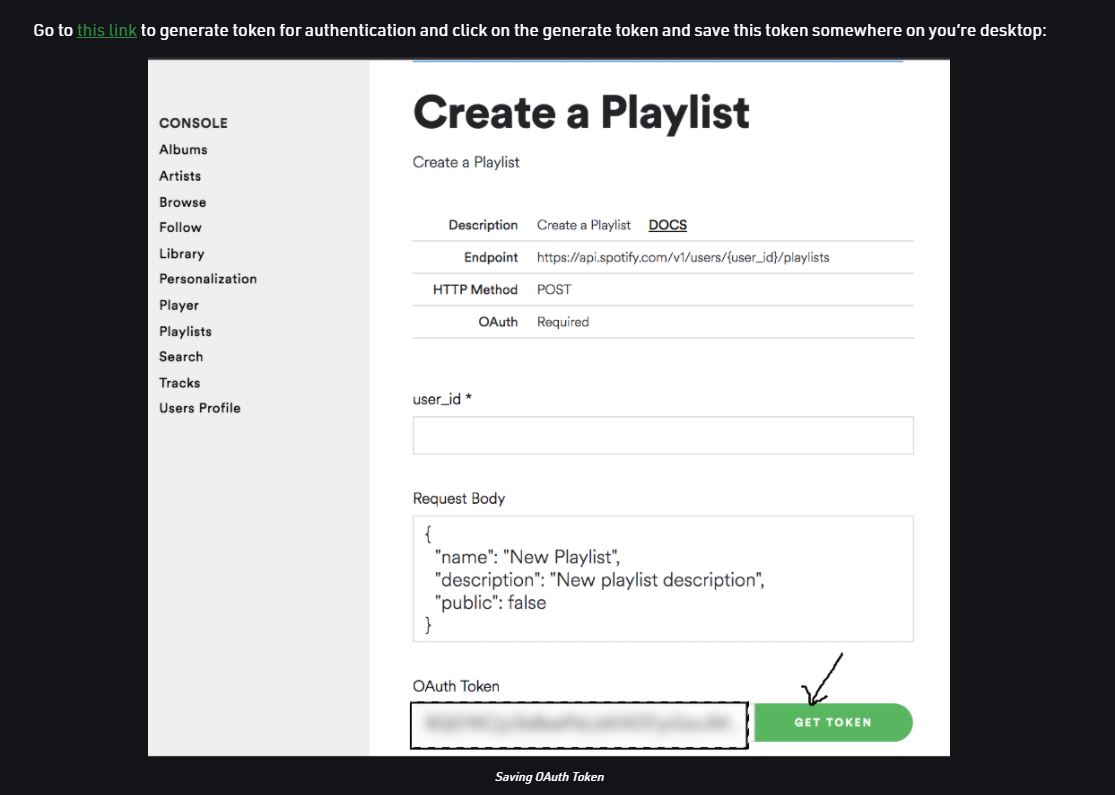 Go to this link to generate token for authentication and click on the generate token and save this token somewhere on you're desktop:
CONSOLE
Albums
Artists
Browse
Follow
Library
Personalization
Player
Playlists
Search
Tracks
Users Profile
Create a Playlist
Create a Playlist
Description Create a Playlist DOCS
Endpoint https://api.spotify.com/v1/users/{user_id}/playlists
HTTP Method POST
OAuth Required
user_id *
Request Body
{
"name": "New Playlist",
"description": "New playlist description",
"public": false
}
OAuth Token
GET TOKEN
Saving OAuth Token